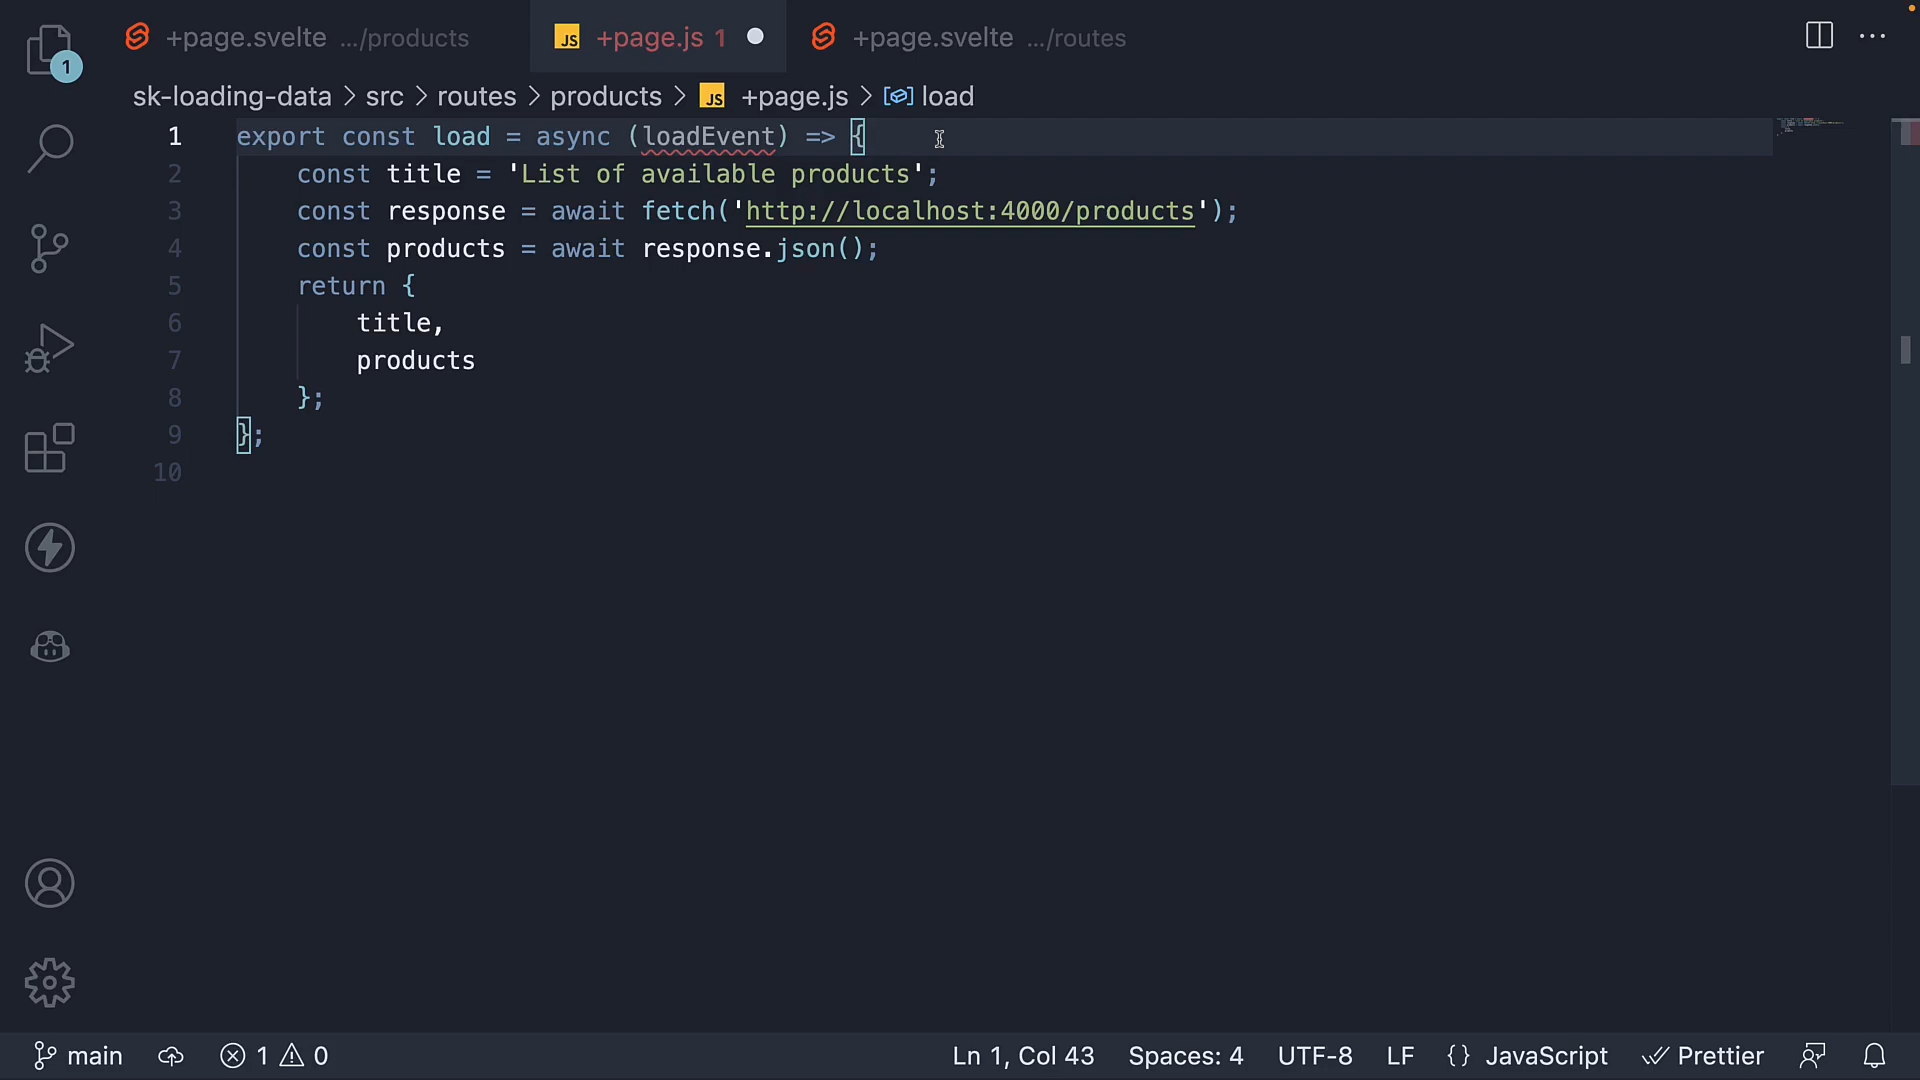 +page.svelte .../products
JS +page.js 1
+page.svelte .../routes
1
sk-loading-data > src > routes > products > JS +page.js > load
1 export const load = async (loadEvent) => {
2 const title = 'List of available products';
3 const response = await fetch('http://localhost:4000/products');
4 const products = await response.json();
5 return {
6 title,
7 products
8 };
9 };
10
main 1 0 Ln 1, Col 43 Spaces: 4 UTF-8 LF {} JavaScript Prettier